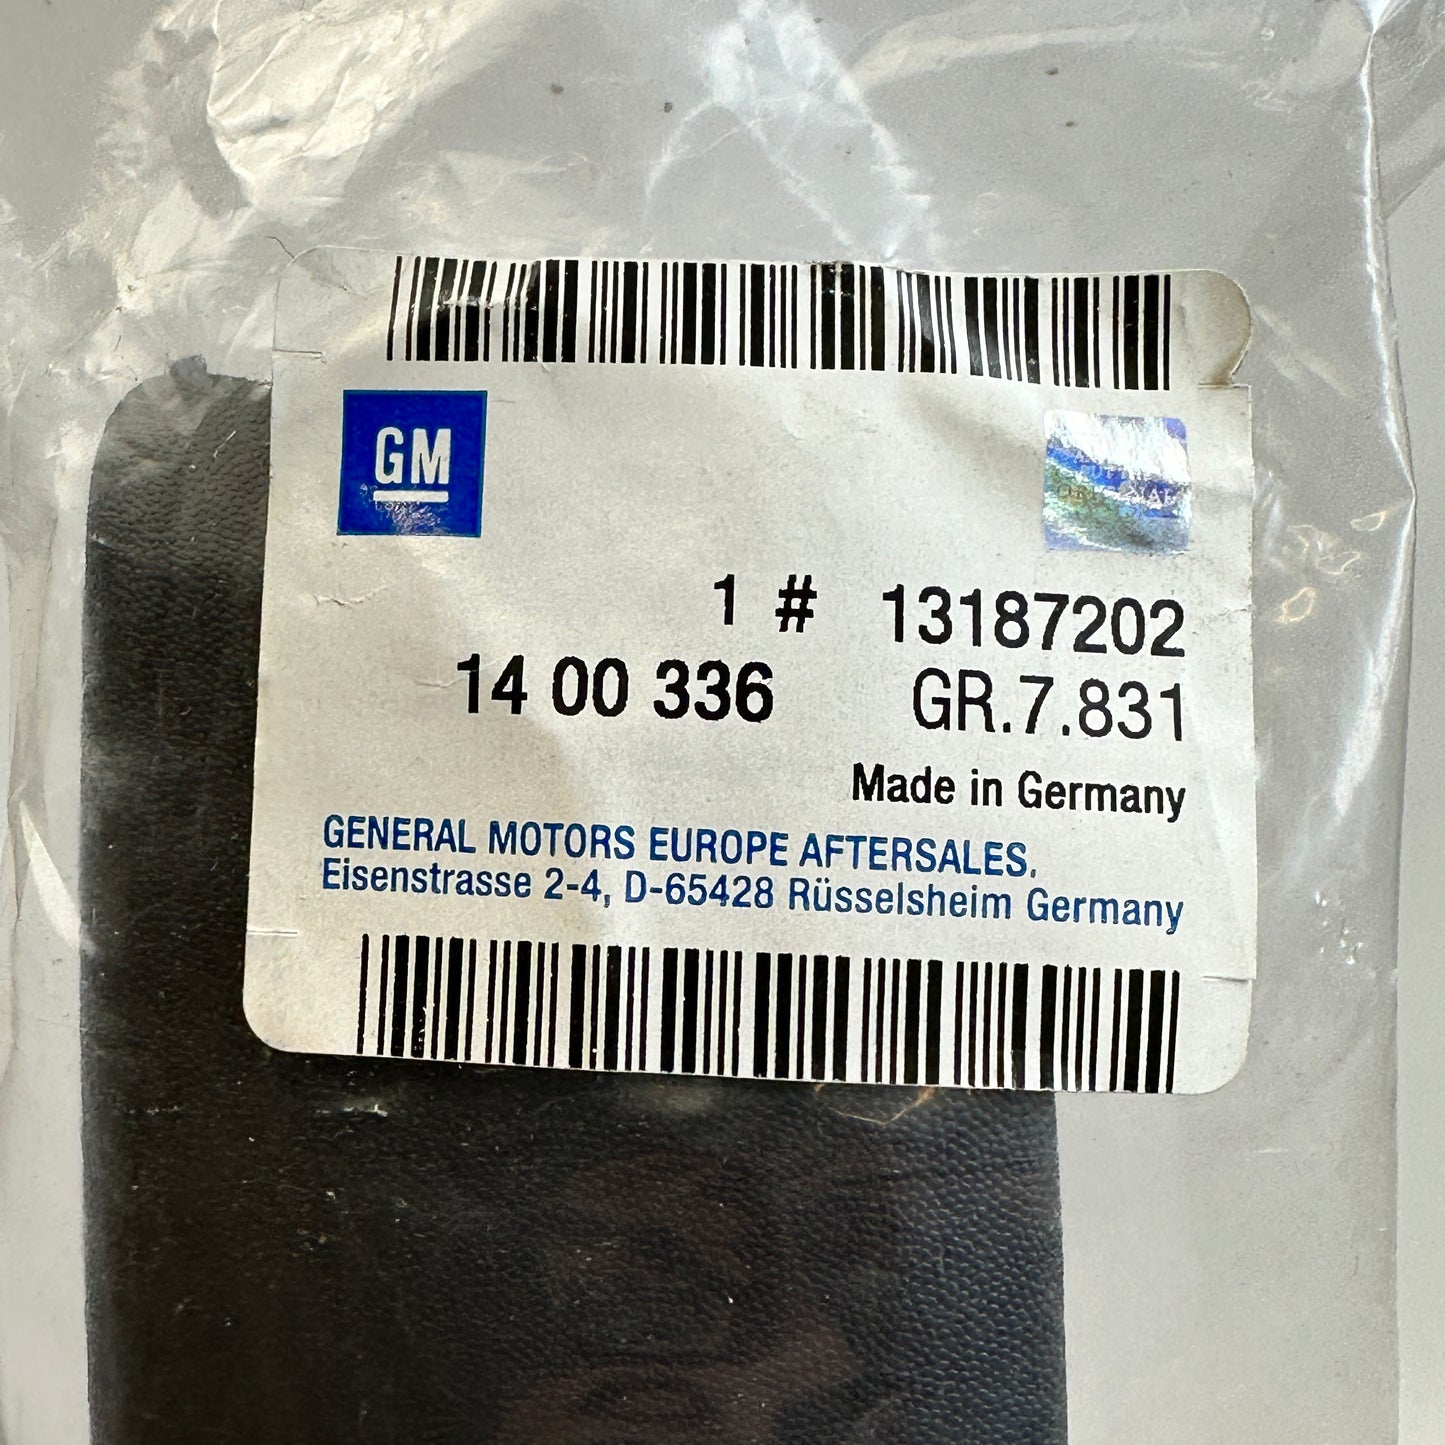 GM
1 # 13187202
14 00 336 GR.7.831
Made in Germany
GENERAL MOTORS EUROPE AFTERSALES.
Eisenstrasse 2-4, D-65428 Rüsselsheim Germany